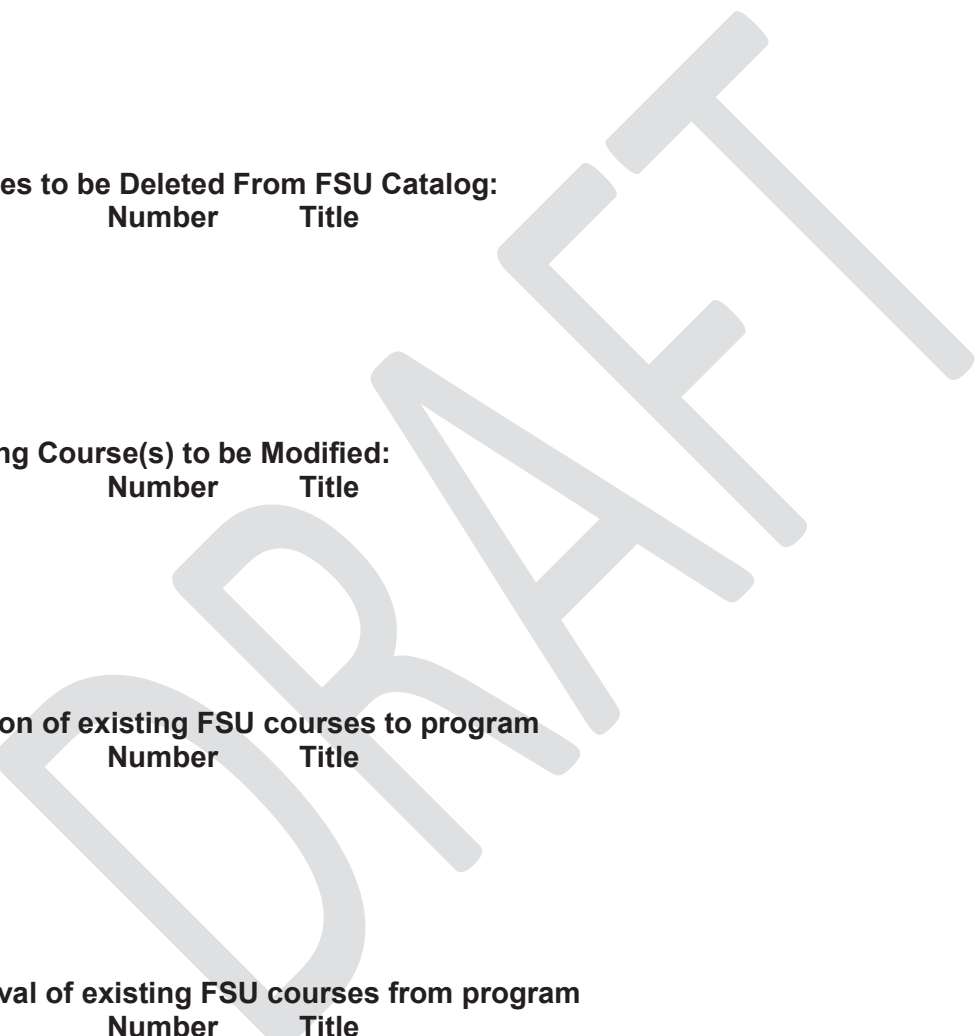 es to be Deleted From FSU Catalog:
Number Title
ng Course(s) to be Modified:
Number Title
on of existing FSU courses to program
Number Title
val of existing FSU courses from program
Number Title
DRAFT